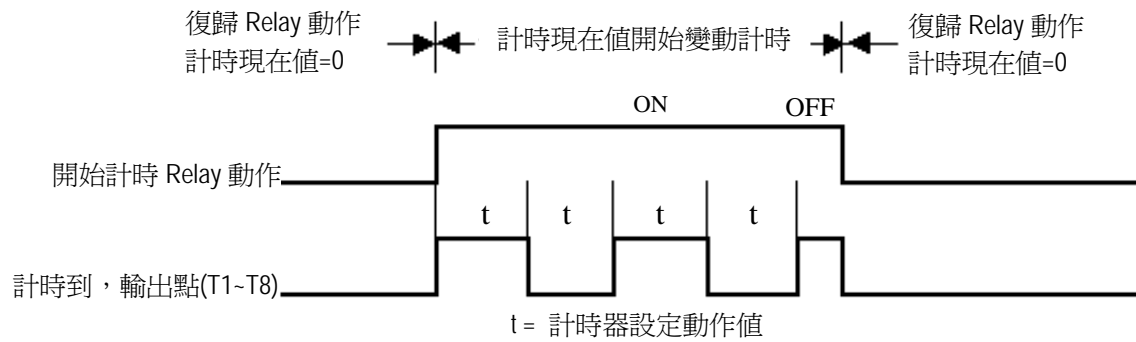 復歸 Relay 動作
計時現在值=0
計時現在值開始變動計時
復歸 Relay 動作
計時現在值=0
ON
OFF
開始計時 Relay 動作
t
t
t
t
計時到，輸出點(T1~T8)
t = 計時器設定動作值